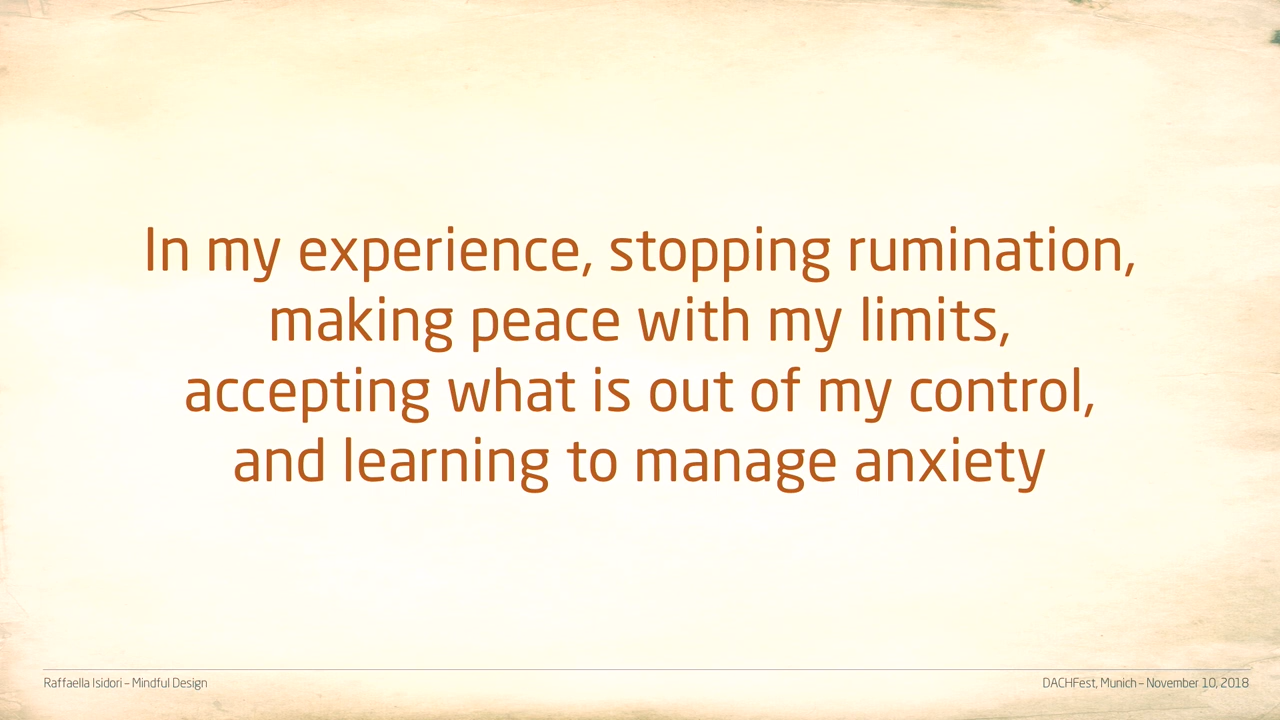 In my experience, stopping rumination,
making peace with my limits,
accepting what is out of my control,
and learning to manage anxiety
Raffaella Isidori – Mindful Design
DACHFest, Munich – November 10, 2018